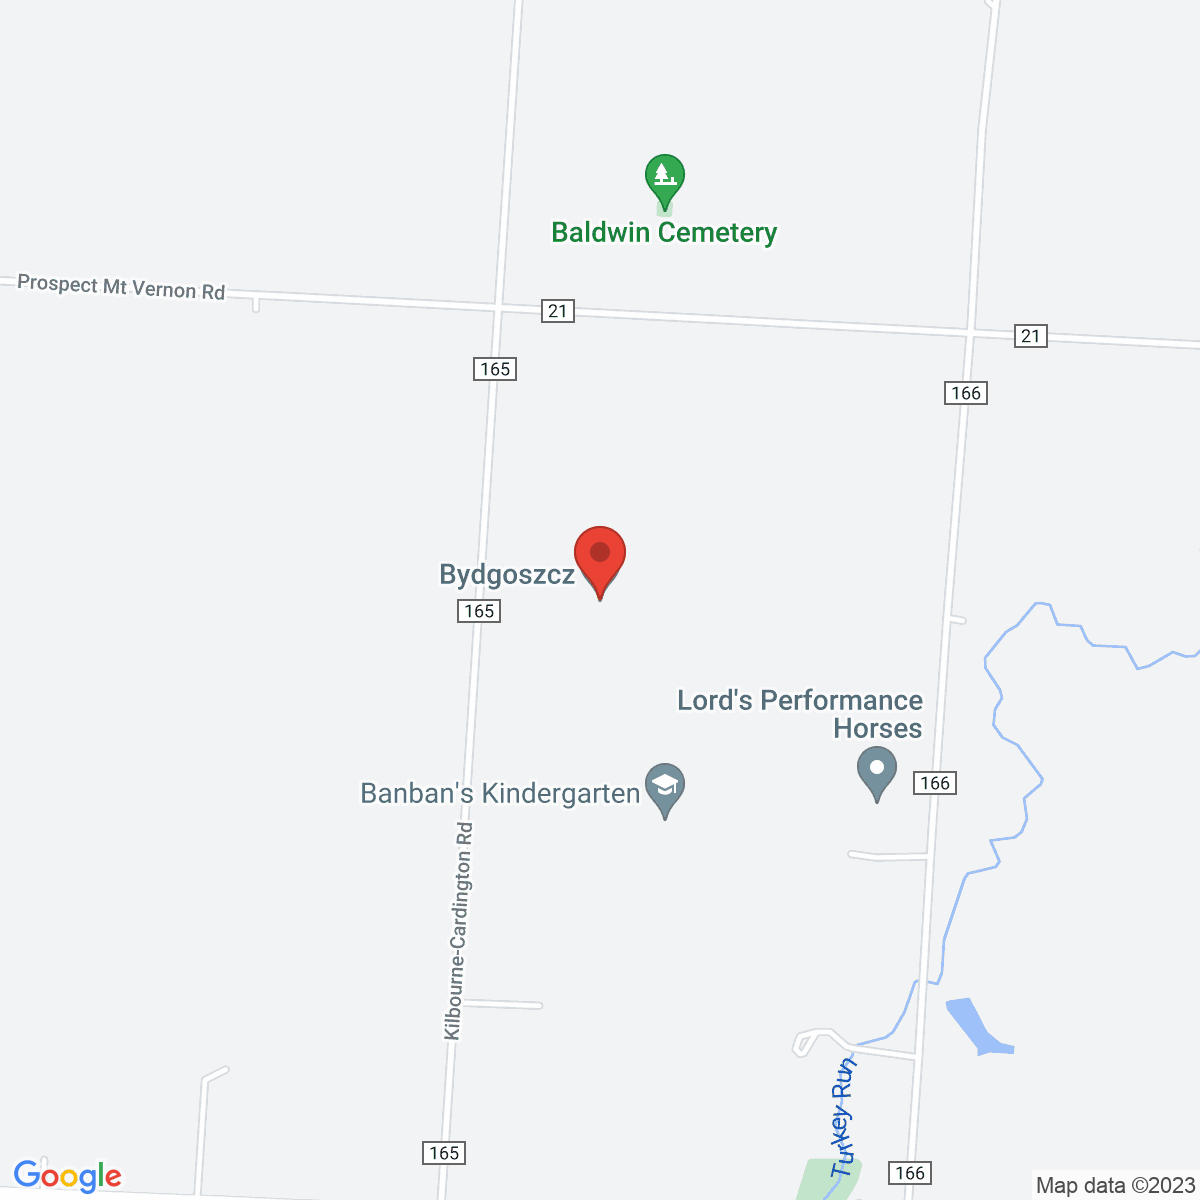 Baldwin Cemetery
Prospect Mt Vernon Rd
21
21
165
166
Bydgoszcz
165
Lord's Performance
Horses
166
Banban's Kindergarten
Kilbourne-Cardington Rd
Turkey Run
165
166
Google
Map data ©2023